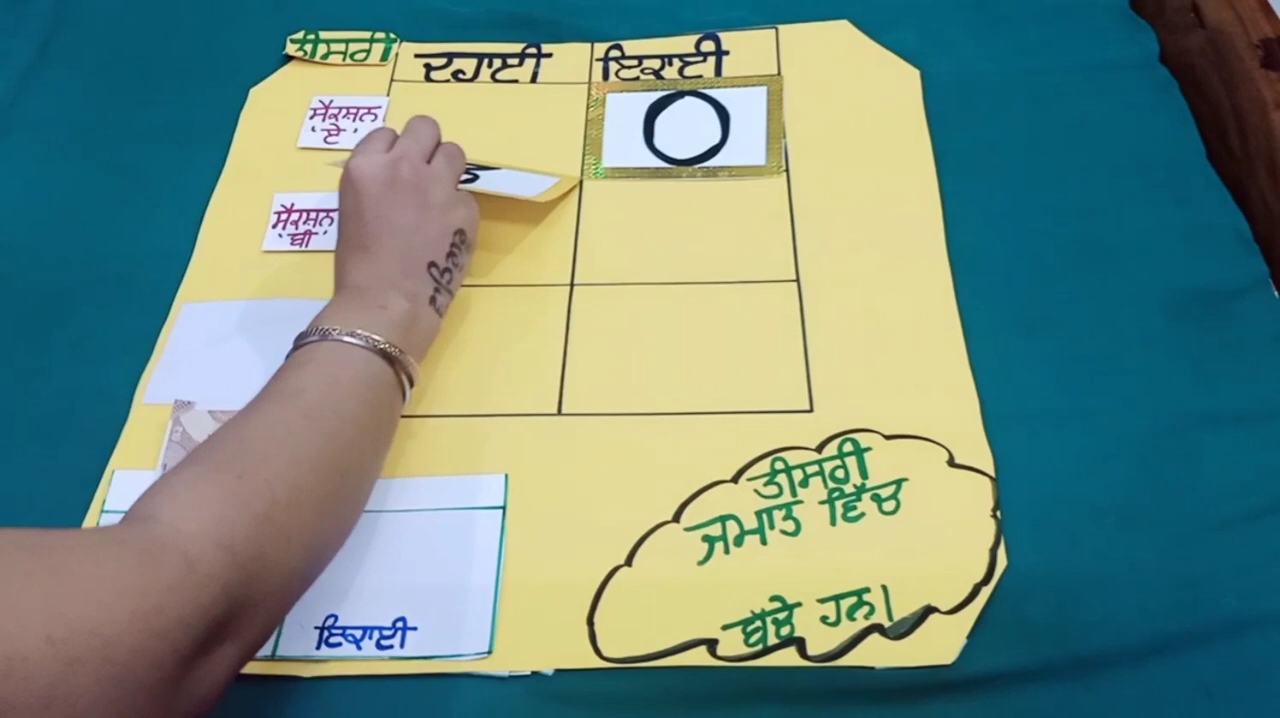 ਤੀਸਰੀ
ਦਹਾਈ ਇਕਾਈ
ਸੈਕਸ਼ਨ
'ਏ'
0
ਸੈਕਸ਼ਨ
'ਬੀ'
ਇਕਾਈ
ਤੀਸਰੀ
ਜਮਾਤ ਵਿੱਚ
ਬੱਚੇ ਹਨ।